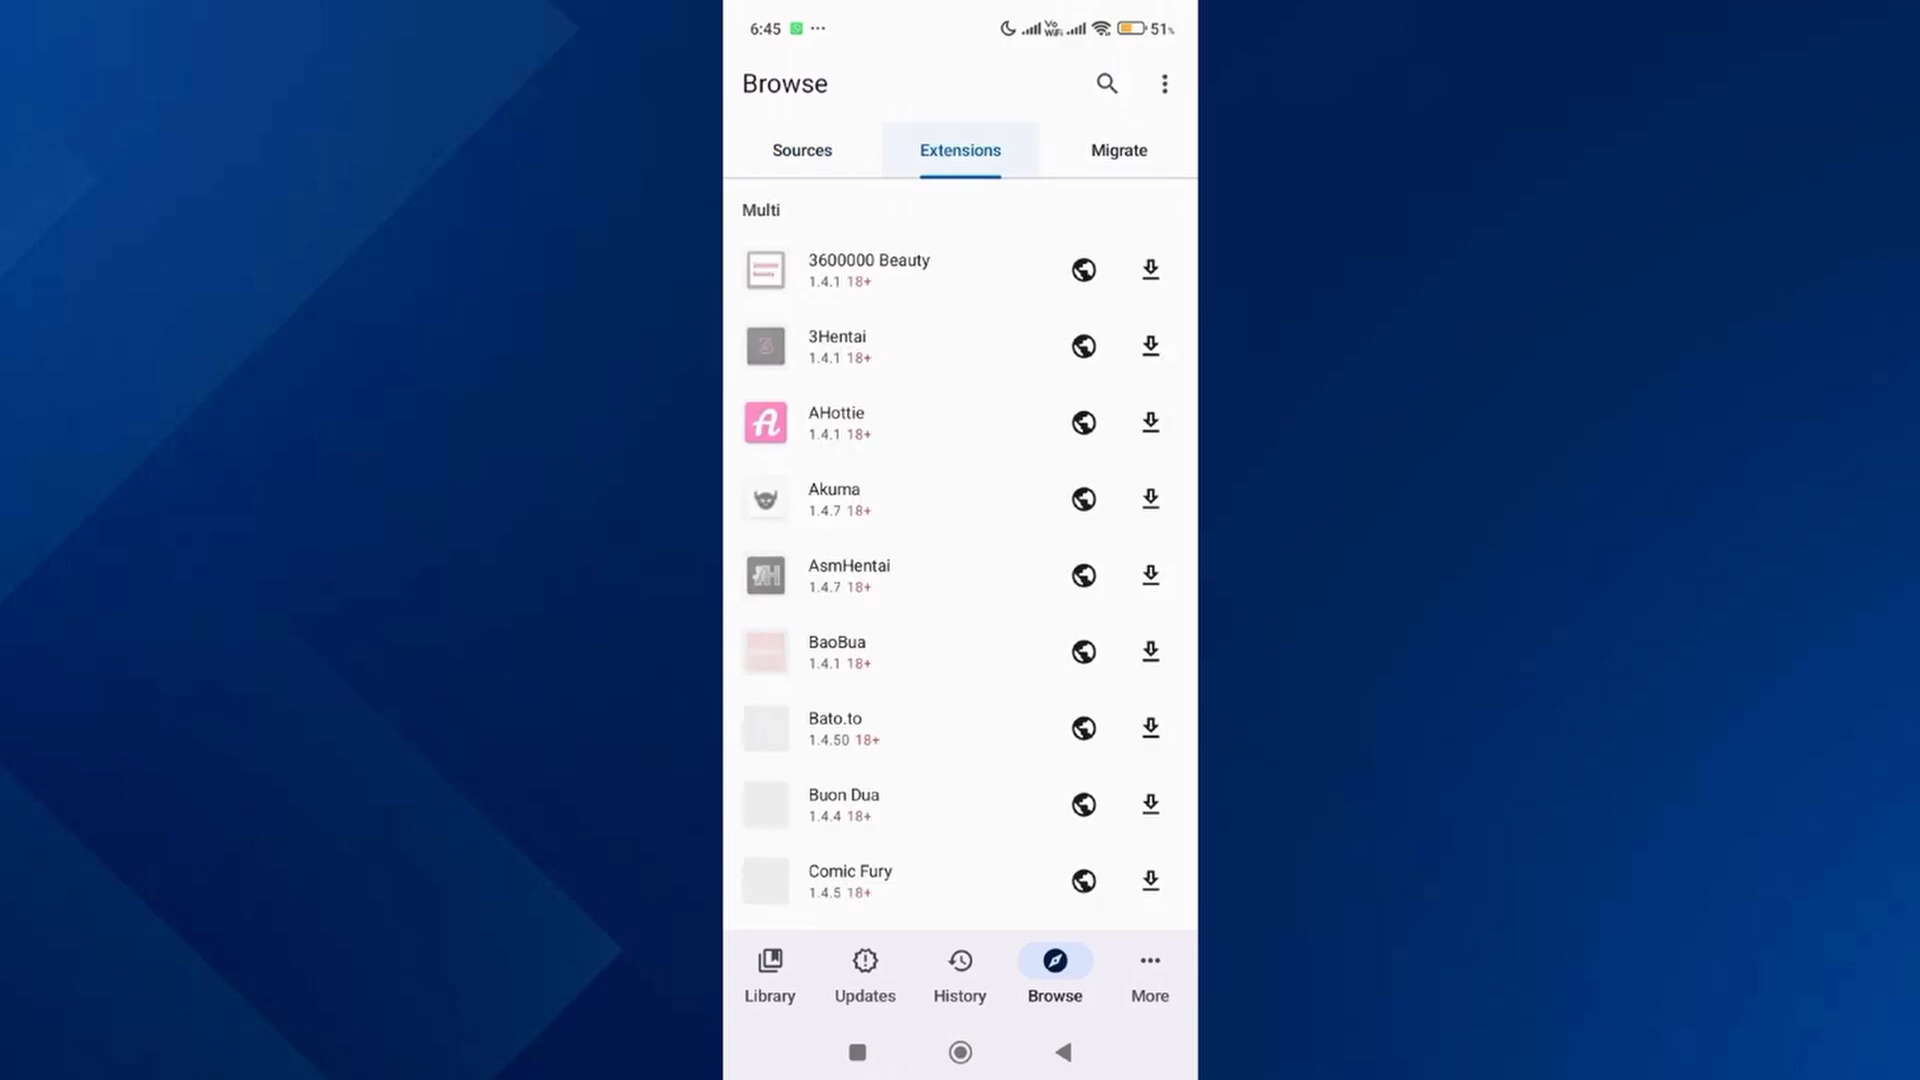 6:45 ··· Vo WiFi 51%
Browse
Sources Extensions Migrate
Multi
3600000 Beauty
1.4.1 18+
3Hentai
1.4.1 18+
AHottie
1.4.1 18+
Akuma
1.4.7 18+
AsmHentai
1.4.7 18+
BaoBua
1.4.1 18+
Bato.to
1.4.50 18+
Buon Dua
1.4.4 18+
Comic Fury
1.4.5 18+
Library Updates History Browse More